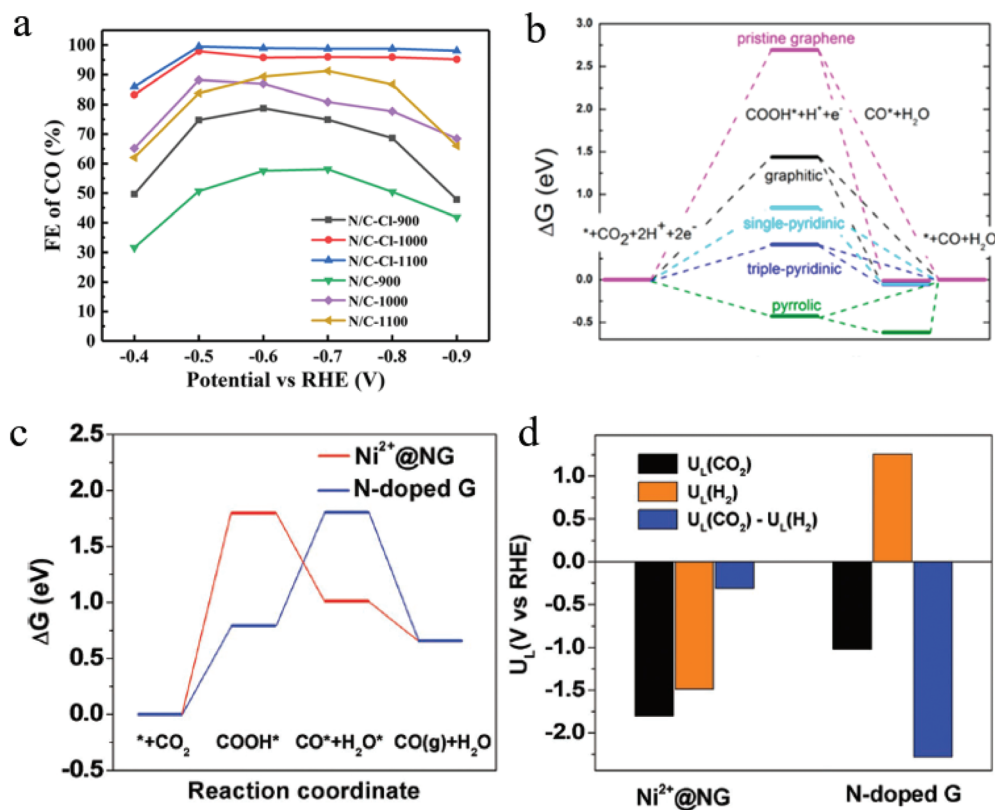 a
FE of CO (%)
100
90
80
70
60
50
40
30
20
10
0
N/C-Cl-900
N/C-Cl-1000
N/C-Cl-1100
N/C-900
N/C-1000
N/C-1100
-0.4 -0.5 -0.6 -0.7 -0.8 -0.9
Potential vs RHE (V)
b
ΔG (eV)
3.0
2.5
2.0
1.5
1.0
0.5
0.0
-0.5
pristine graphene
COOH*+H⁺+e⁻
CO*+H₂O
graphitic
single-pyridinic
*+CO₂+2H⁺+2e⁻
*+CO+H₂O
triple-pyridinic
pyrrolic
c
ΔG (eV)
2.5
2.0
1.5
1.0
0.5
0.0
-0.5
Ni²⁺@NG
N-doped G
*+CO₂ COOH* CO*+H₂O* CO(g)+H₂O
Reaction coordinate
d
U_L(V vs RHE)
1.0
0.5
0.0
-0.5
-1.0
-1.5
-2.0
U_L(CO₂)
U_L(H₂)
U_L(CO₂) - U_L(H₂)
Ni²⁺@NG N-doped G